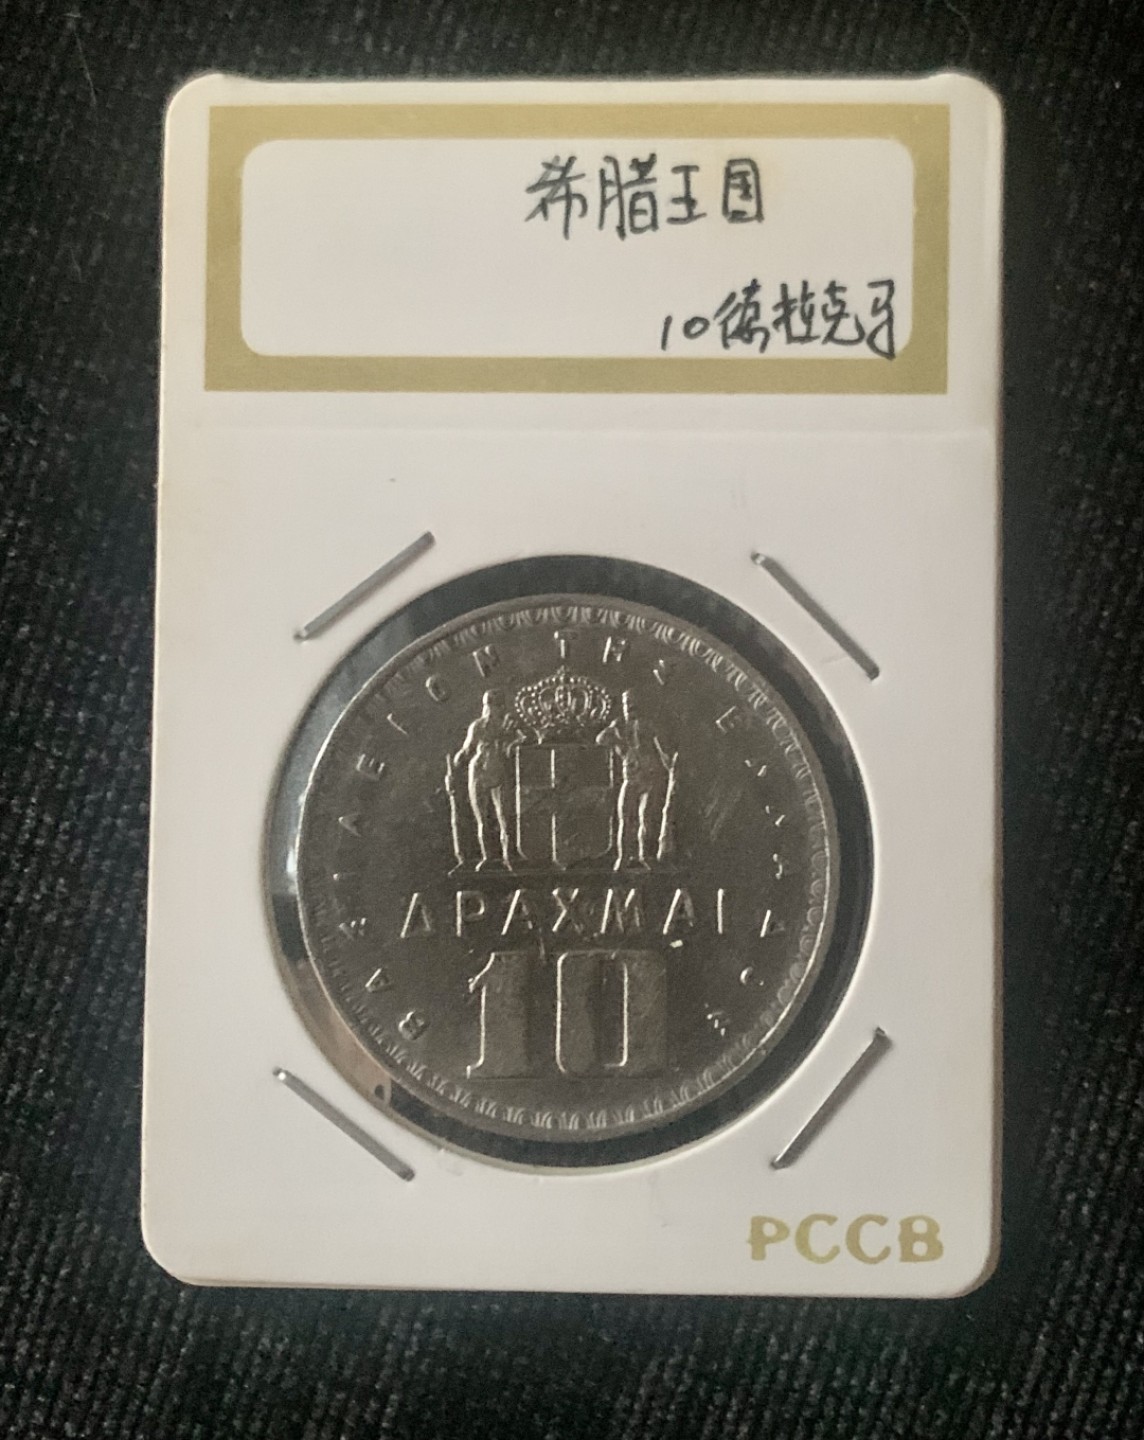 希腊王国
10德拉克马
ΒΑΣΙΛΕΙΟΝ ΤΗΣ ΕΛΛΑΔΟΣ
ΔΡΑΧΜΑΙ
10
PCCB